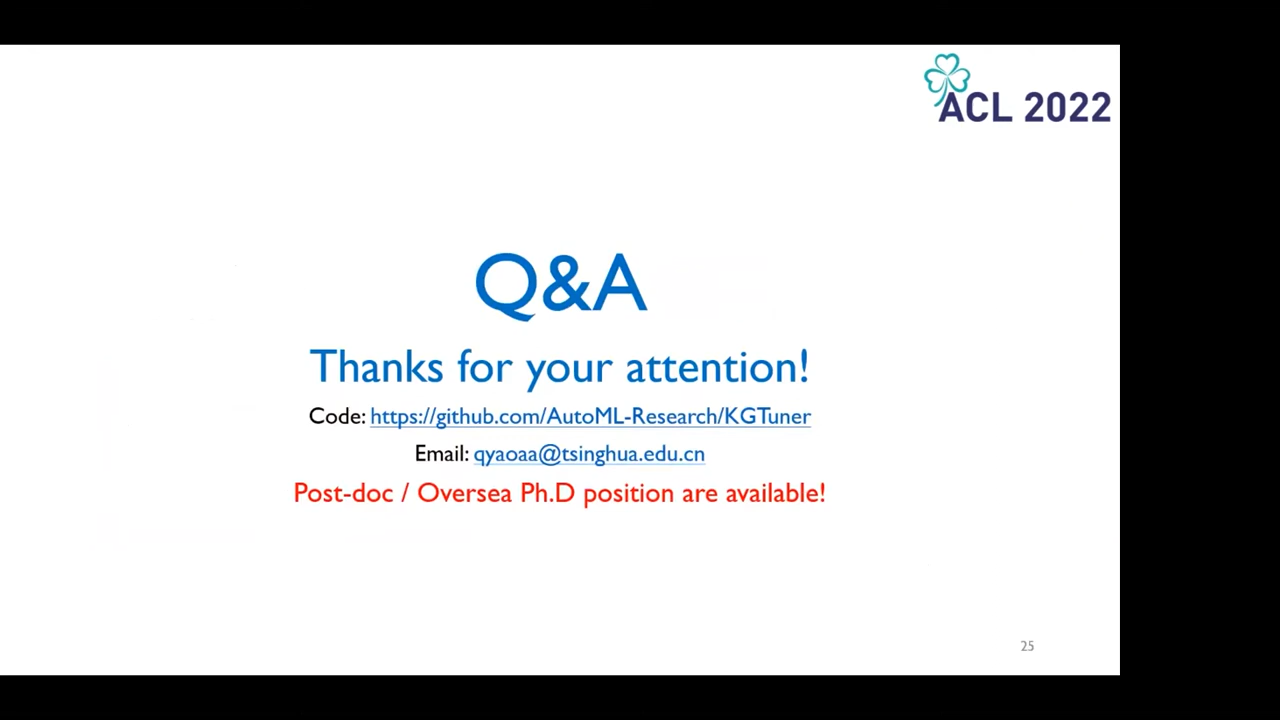 ACL 2022
Q&A
Thanks for your attention!
Code: https://github.com/AutoML-Research/KGTuner
Email: qyaoaa@tsinghua.edu.cn
Post-doc / Oversea Ph.D position are available!
25